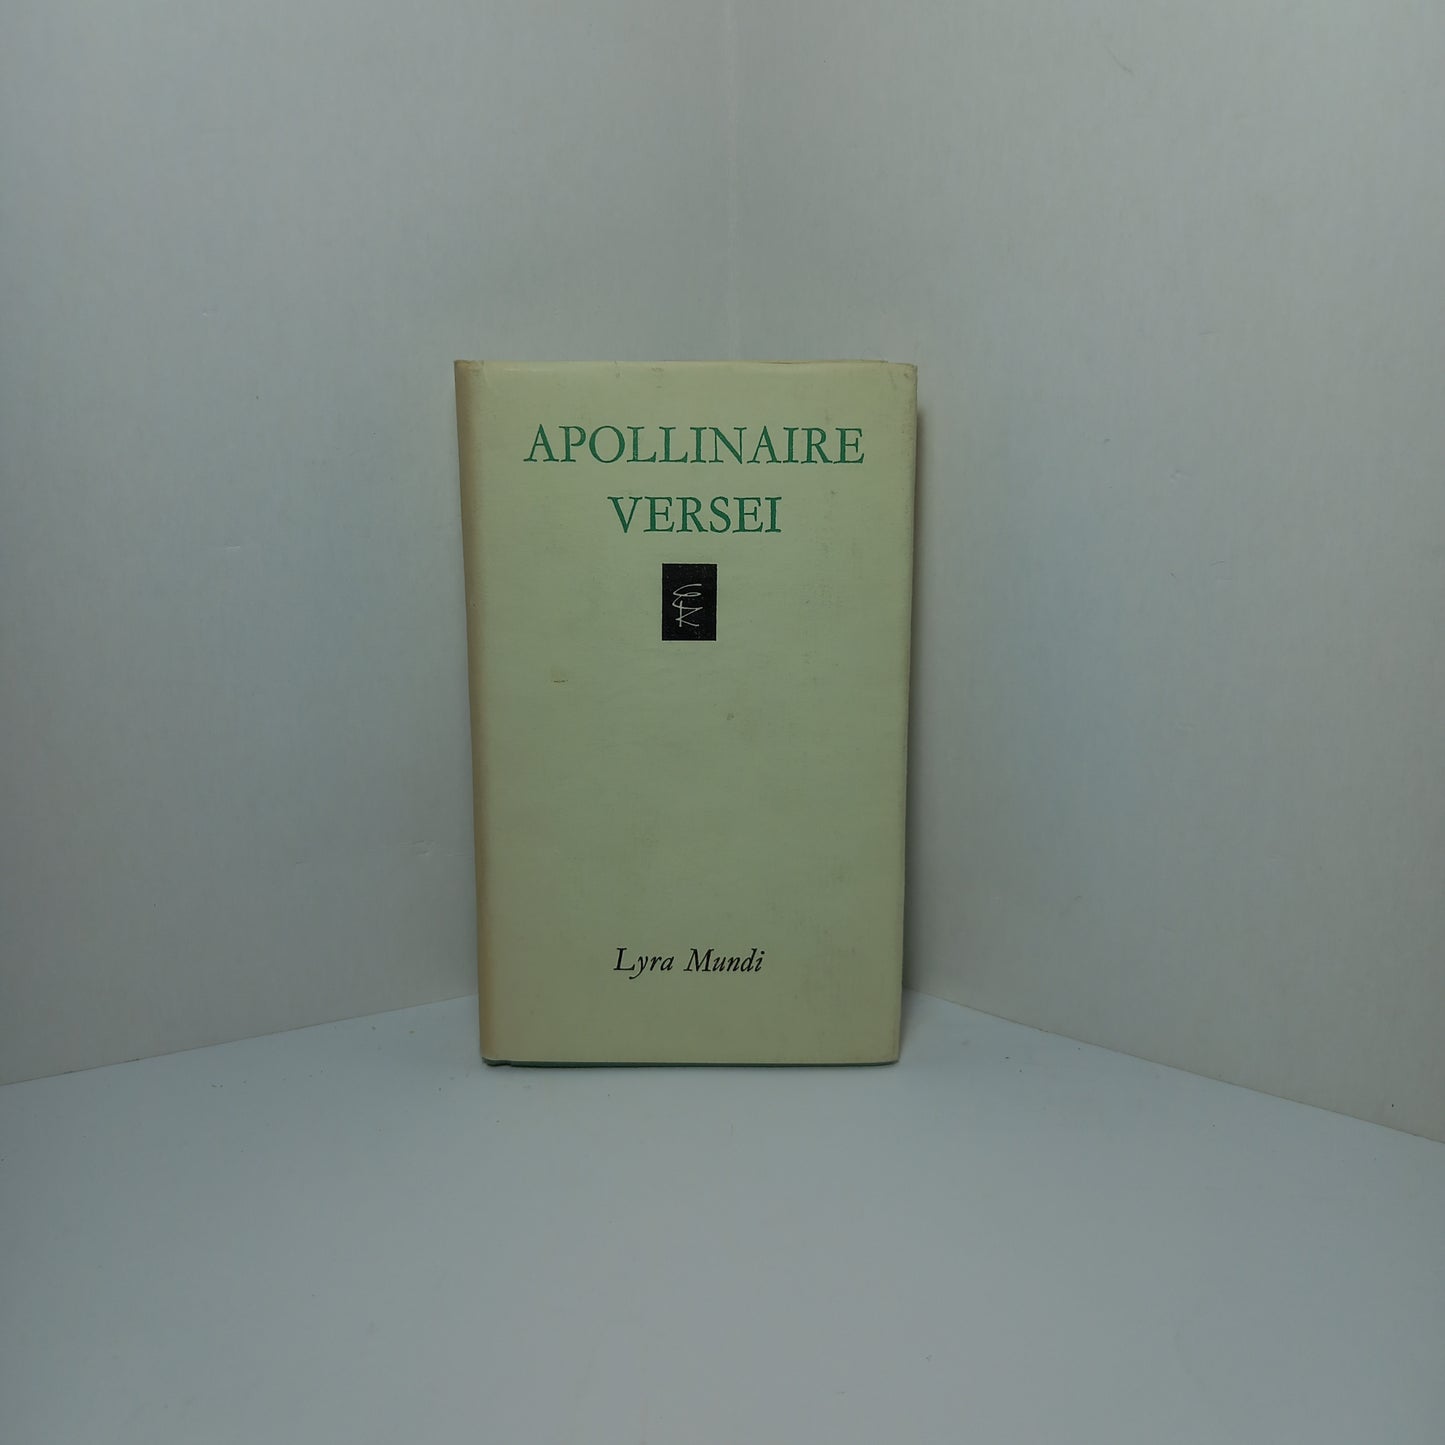 APOLLINAIRE
VERSEI
Lyra Mundi